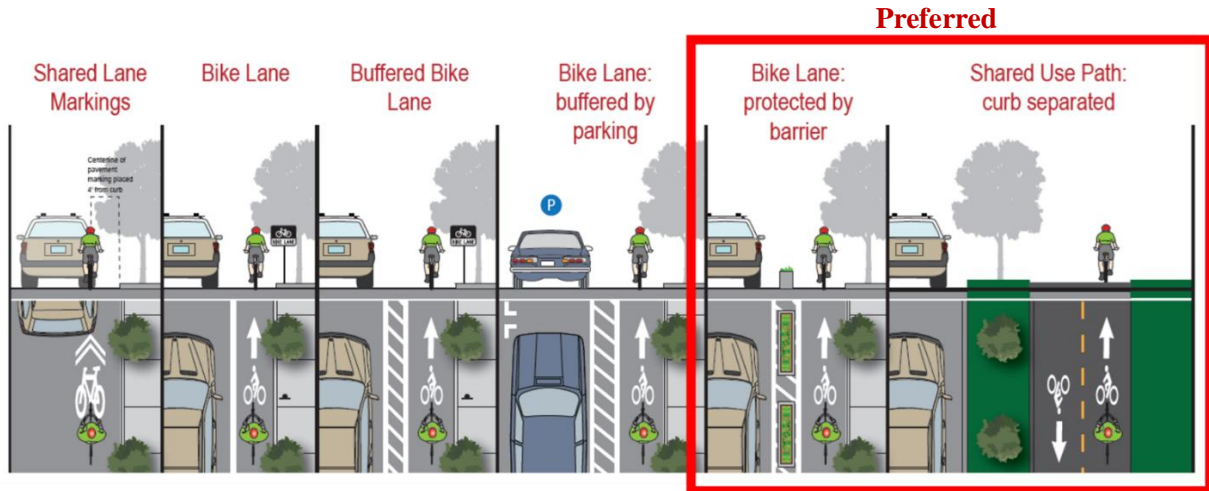 Preferred
Shared Lane
Markings
Bike Lane
Buffered Bike
Lane
Bike Lane:
buffered by
parking
Bike Lane:
protected by
barrier
Shared Use Path:
curb separated
Centerline of
pavement
marking placed
4' from curb
BIKE LANE
BIKE LANE
P